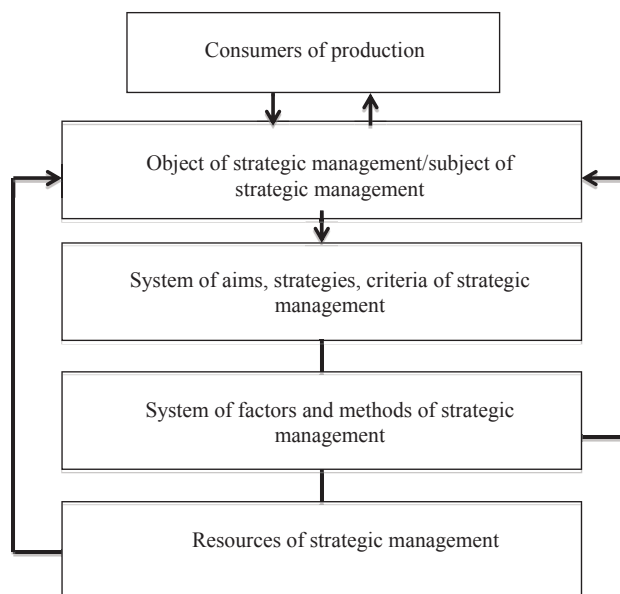 Consumers of production
Object of strategic management/subject of
strategic management
System of aims, strategies, criteria of strategic
management
System of factors and methods of strategic
management
Resources of strategic management